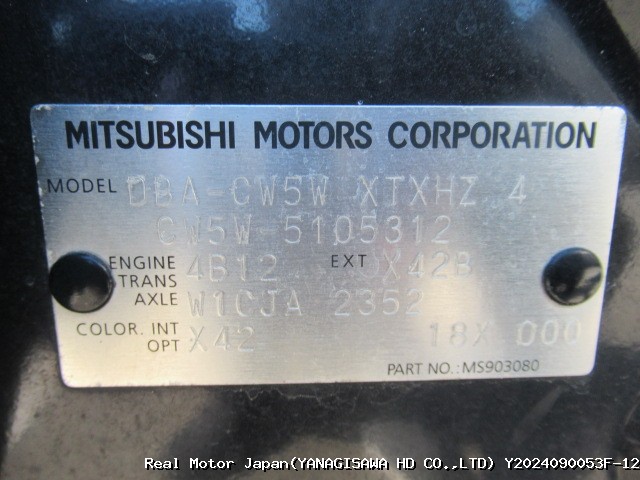 MITSUBISHI MOTORS CORPORATION
MODEL DBA-CW5W XTXHZ 4
CW5W-5105312
ENGINE 4B12 EXT X42B
TRANS
AXLE W1CJA 2352
COLOR. INT
OPT X42 18X 000
PART NO.:MS903080
Real Motor Japan(YANAGISAWA HD CO.,LTD) Y2024090053F-12